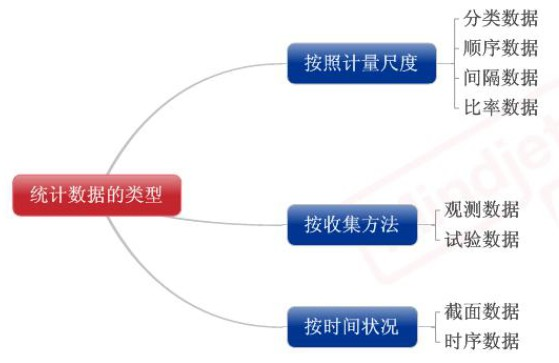 统计数据的类型
按照计量尺度
分类数据
顺序数据
间隔数据
比率数据
按收集方法
观测数据
试验数据
按时间状况
截面数据
时序数据
Mindjet